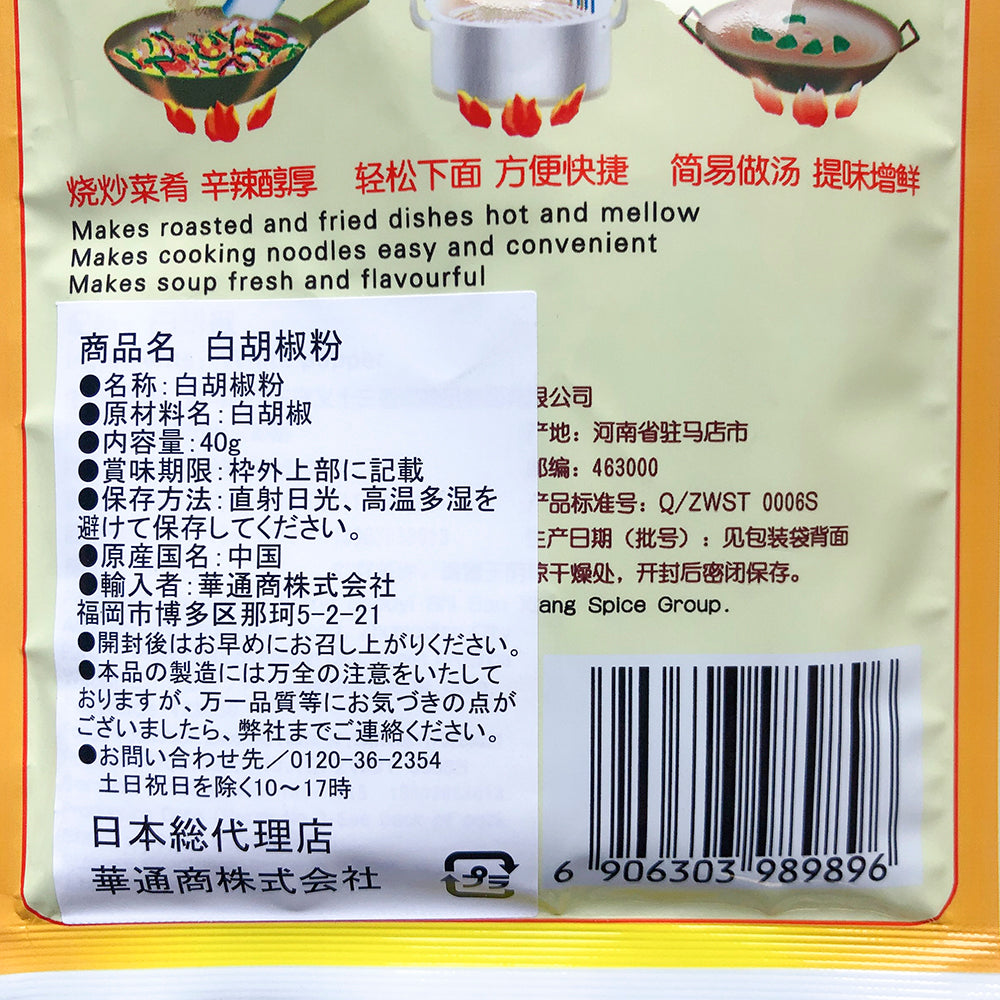 烧炒菜肴 辛辣醇厚 轻松下面 方便快捷 简易做汤 提味增鲜
Makes roasted and fried dishes hot and mellow
Makes cooking noodles easy and convenient
Makes soup fresh and flavourful
商品名 白胡椒粉
●名称:白胡椒粉
●原材料名:白胡椒
●内容量:40g
●賞味期限:枠外上部に記載
●保存方法:直射日光、高温多湿を
避けて保存してください。
●原産国名:中国
●輸入者:華通商株式会社
福岡市博多区那珂5-2-21
●開封後はお早めにお召し上がりください。
●本品の製造には万全の注意をいたして
おりますが、万一品質等にお気づきの点が
ございましたら、弊社までご連絡ください。
●お問い合わせ先/0120-36-2354
土日祝日を除く10~17時
日本総代理店
華通商株式会社
プラ
限公司
产地:河南省驻马店市
邮编:463000
产品标准号:Q/ZWST 0006S
生产日期(批号):见包装袋背面
凉干燥处,开封后密闭保存。
ang Spice Group.
6 906303 989896